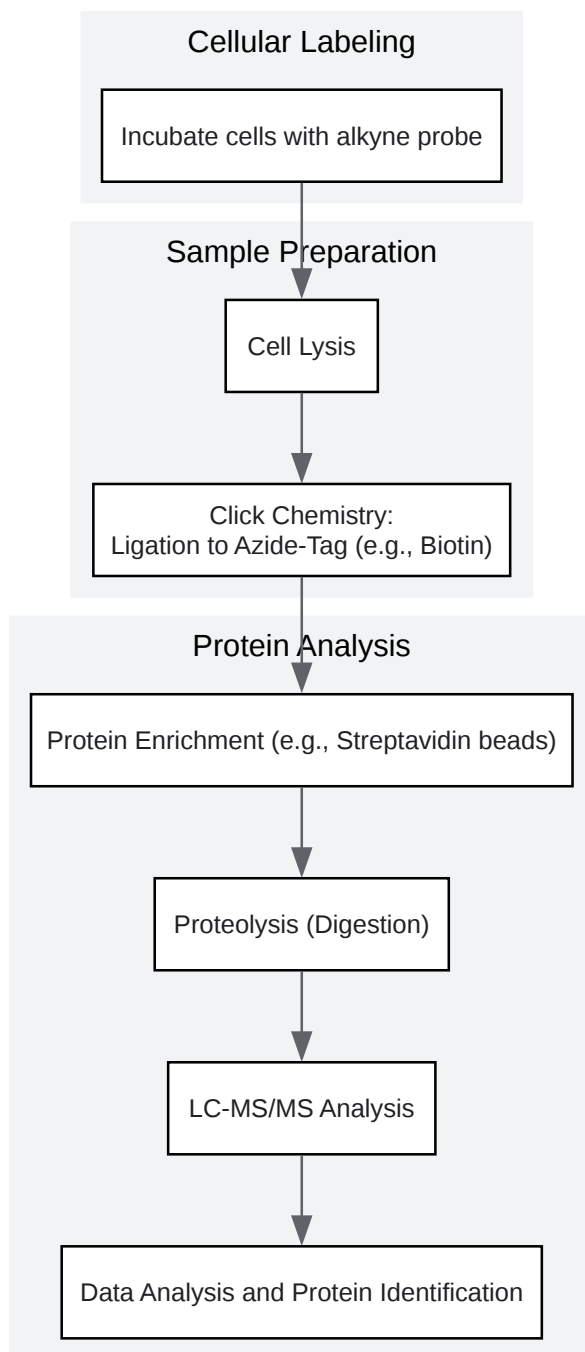 Cellular Labeling
Incubate cells with alkyne probe
Sample Preparation
Cell Lysis
Click Chemistry:
Ligation to Azide-Tag (e.g., Biotin)
Protein Analysis
Protein Enrichment (e.g., Streptavidin beads)
Proteolysis (Digestion)
LC-MS/MS Analysis
Data Analysis and Protein Identification